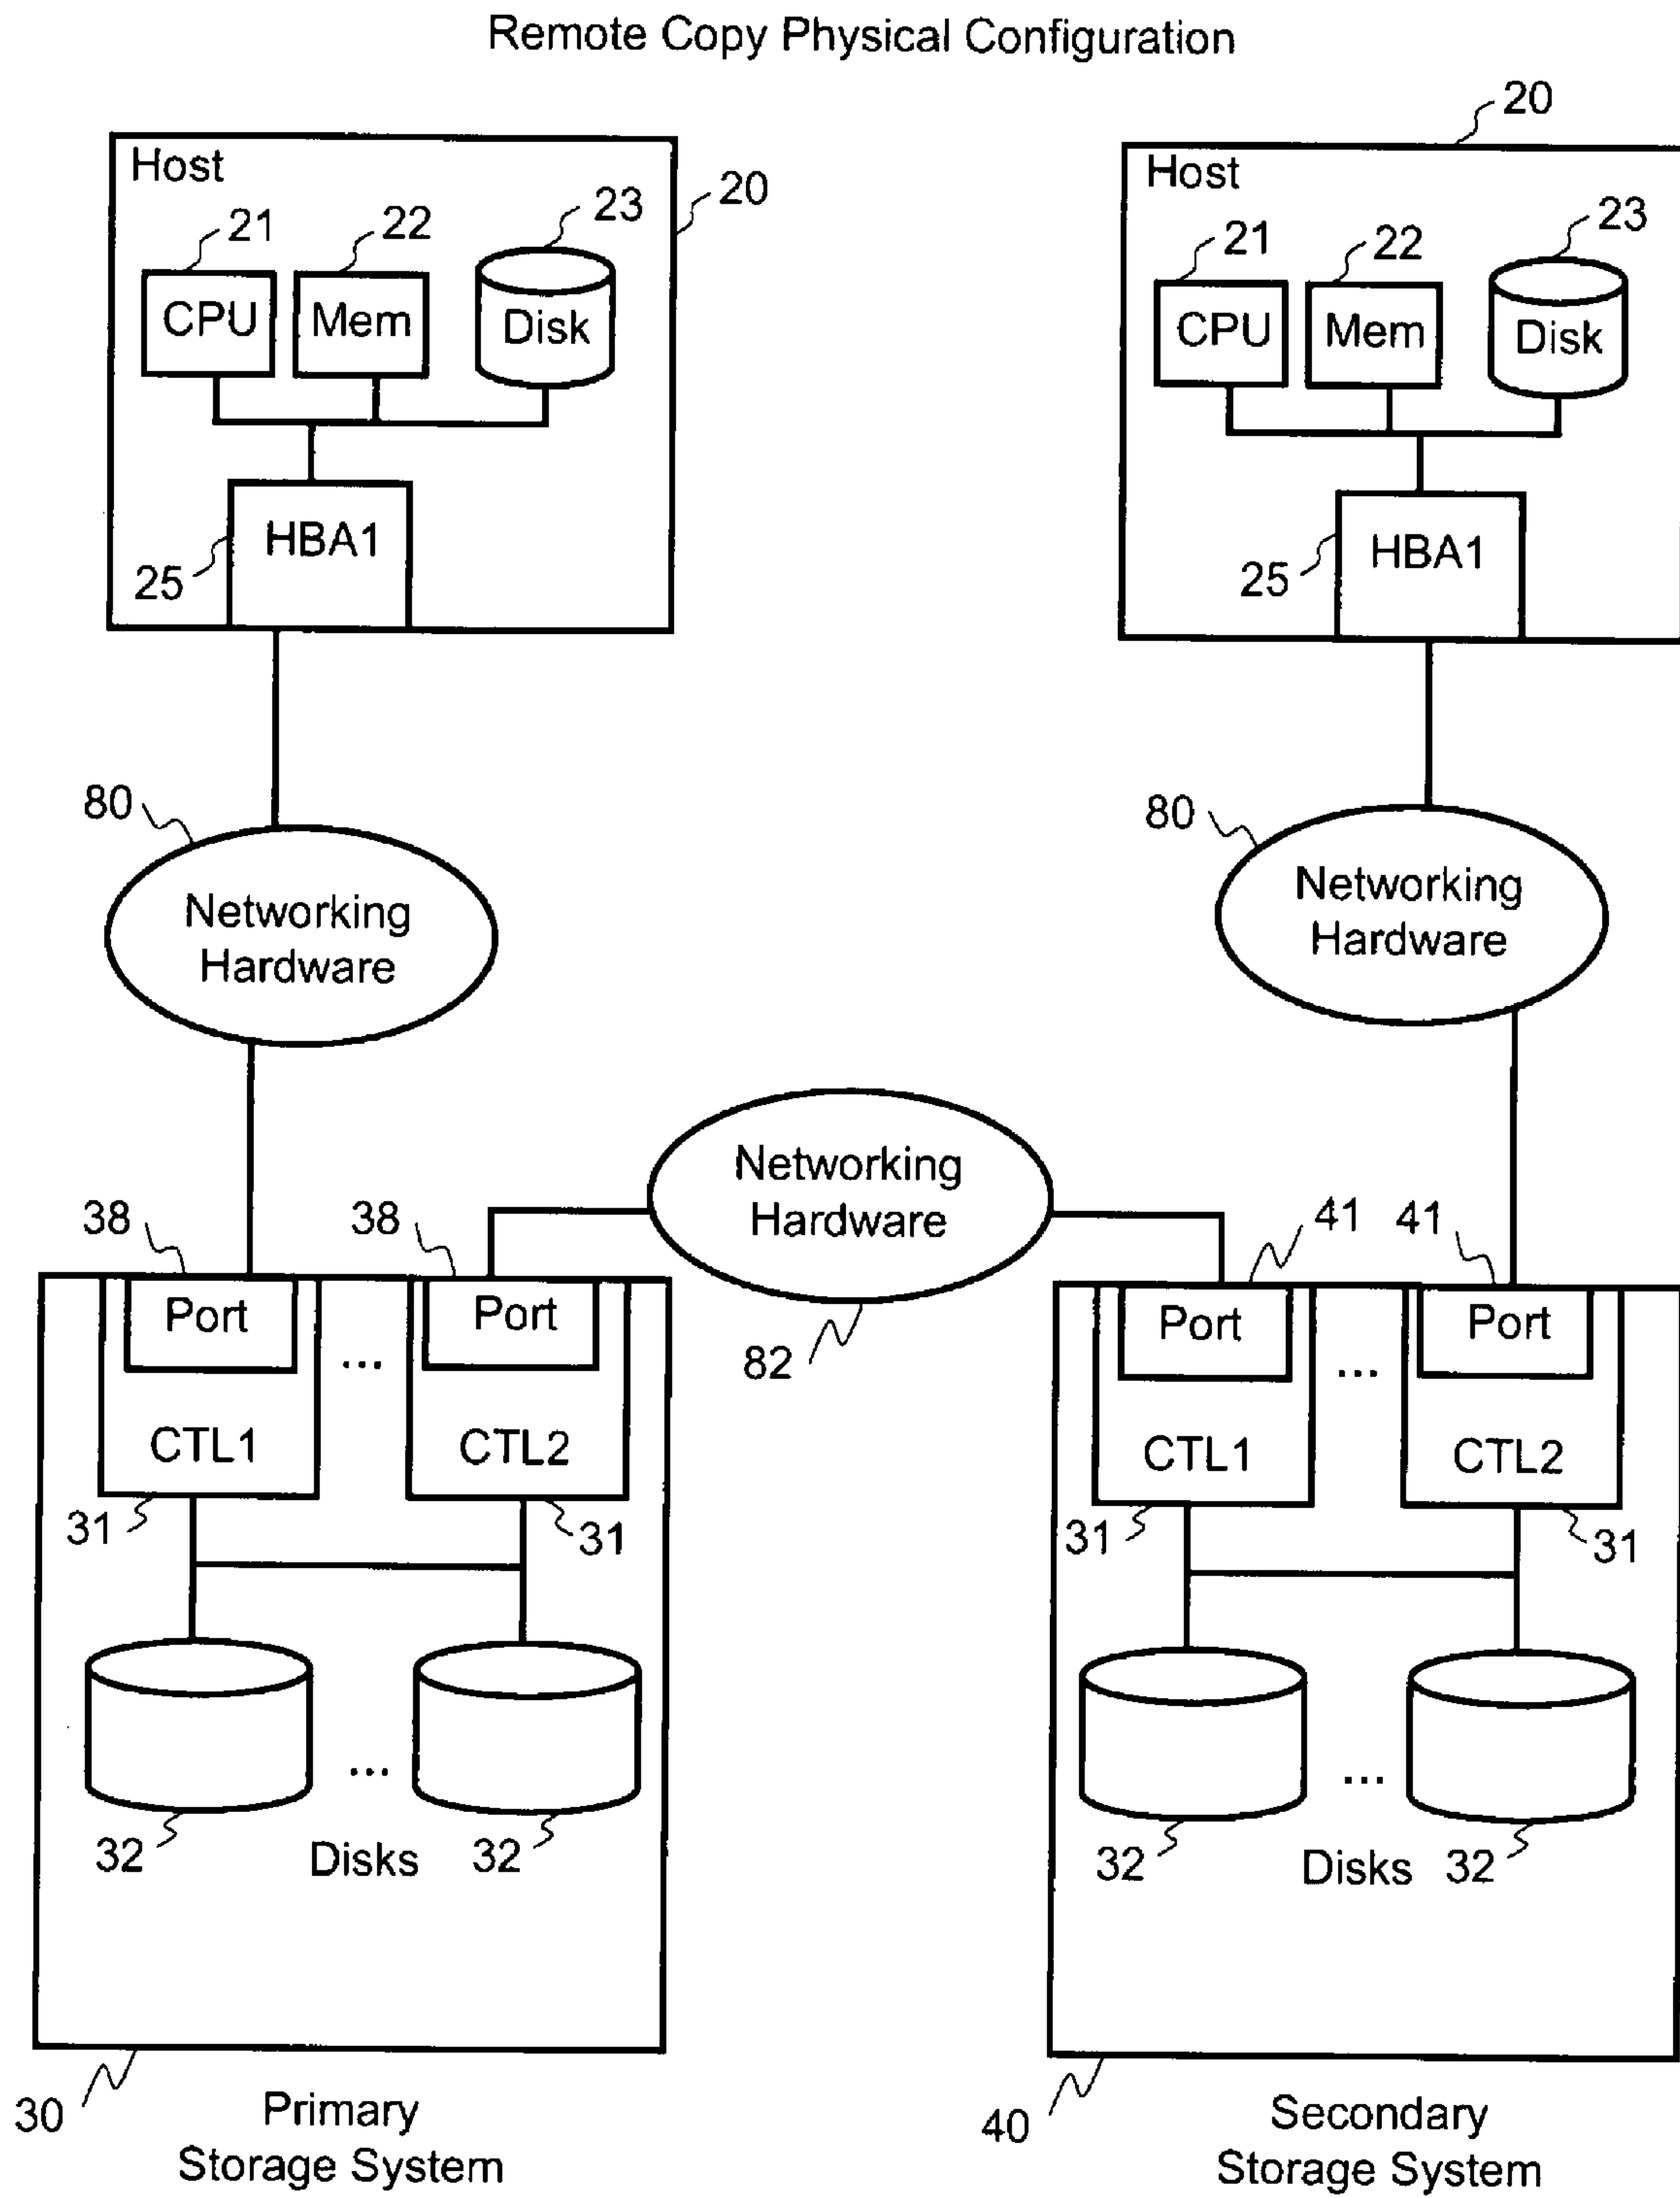 Remote Copy Physical Configuration
20
Host
20
21
22
23
CPU
Mem
Disk
HBA1
25
Host
21
22
23
CPU
Mem
Disk
HBA1
25
80
Networking
Hardware
80
Networking
Hardware
Networking
Hardware
82
38
38
Port
...
Port
CTL1
CTL2
31
31
...
32
Disks
32
30
Primary
Storage System
41
41
Port
...
Port
CTL1
CTL2
31
31
...
32
Disks
32
40
Secondary
Storage System